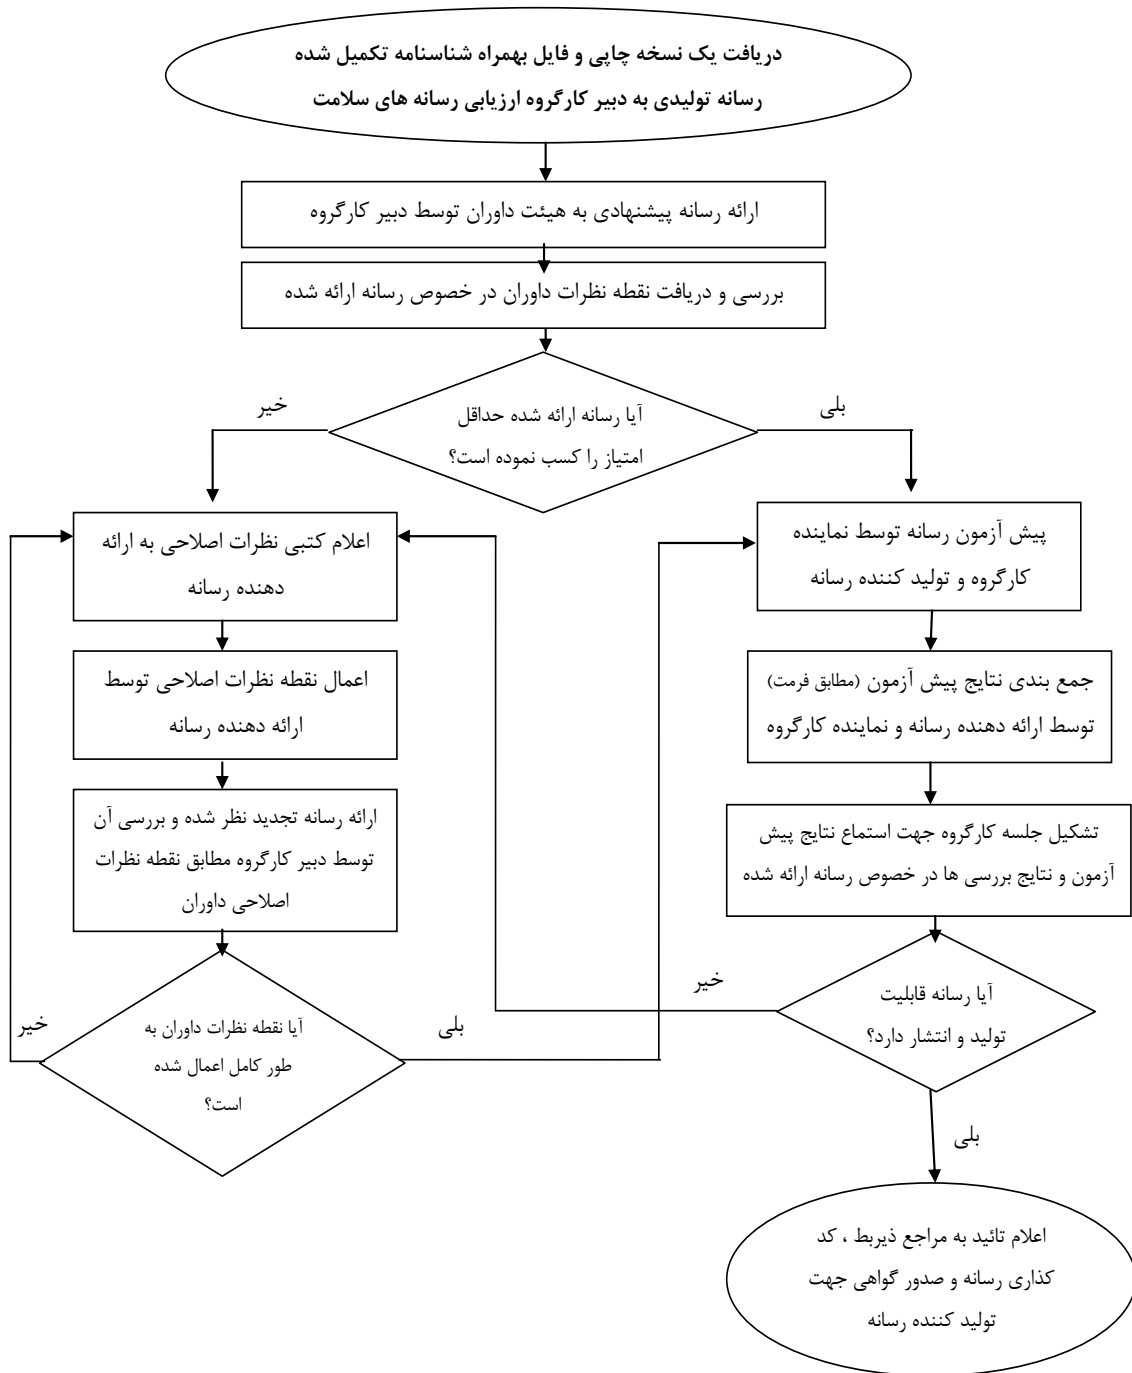 دریافت یک نسخه چاپی و فایل بهمراه شناسنامه تکمیل شده
رسانه تولیدی به دبیر کارگروه ارزیابی رسانه های سلامت
ارائه رسانه پیشنهادی به هیئت داوران توسط دبیر کارگروه
بررسی و دریافت نقطه نظرات داوران در خصوص رسانه ارائه شده
آیا رسانه ارائه شده حداقل
امتیاز را کسب نموده است؟
بلی
خیر
پیش آزمون رسانه توسط نماینده
کارگروه و تولید کننده رسانه
جمع بندی نتایج پیش آزمون (مطابق فرمت)
توسط ارائه دهنده رسانه و نماینده کارگروه
تشکیل جلسه کارگروه جهت استماع نتایج پیش
آزمون و نتایج بررسی ها در خصوص رسانه ارائه شده
آیا رسانه قابلیت
تولید و انتشار دارد؟
خیر
بلی
اعلام تائید به مراجع ذیربط ، کد
کذاری رسانه و صدور گواهی جهت
تولید کننده رسانه
اعلام کتبی نظرات اصلاحی به ارائه
دهنده رسانه
اعمال نقطه نظرات اصلاحی توسط
ارائه دهنده رسانه
ارائه رسانه تجدید نظر شده و بررسی آن
توسط دبیر کارگروه مطابق نقطه نظرات
اصلاحی داوران
آیا نقطه نظرات داوران به
طور کامل اعمال شده
است؟
بلی
خیر